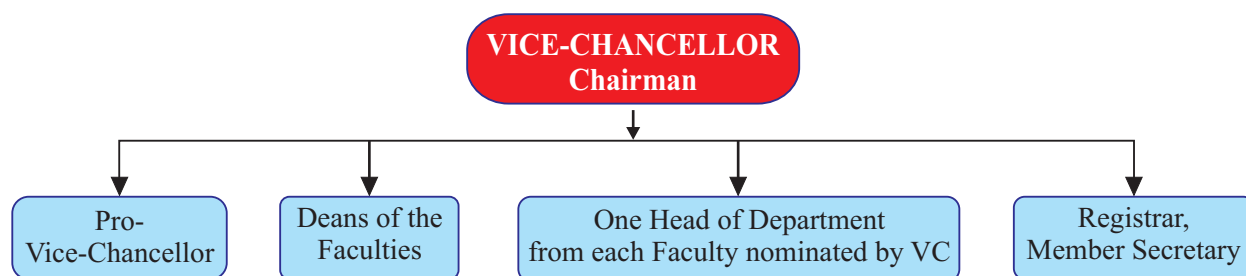 VICE-CHANCELLOR
Chairman
Pro-
Vice-Chancellor
Deans of the
Faculties
One Head of Department
from each Faculty nominated by VC
Registrar,
Member Secretary